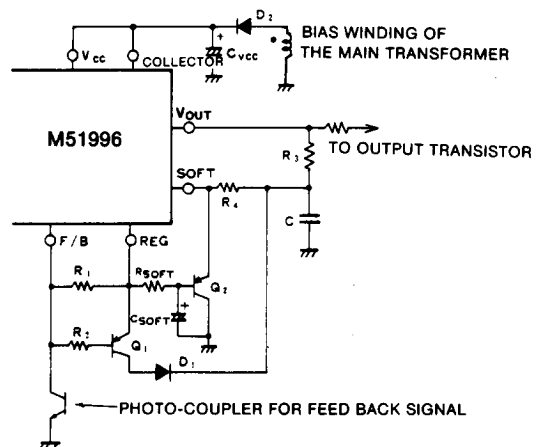 D2
BIAS WINDING OF
THE MAIN TRANSFORMER
+
CVCC
VCC
COLLECTOR
VOUT
M51996
TO OUTPUT TRANSISTOR
R3
SOFT
R4
C
F/B
REG
R1
RSOFT
Q2
CSOFT
+
R2
Q1
D1
PHOTO-COUPLER FOR FEED BACK SIGNAL